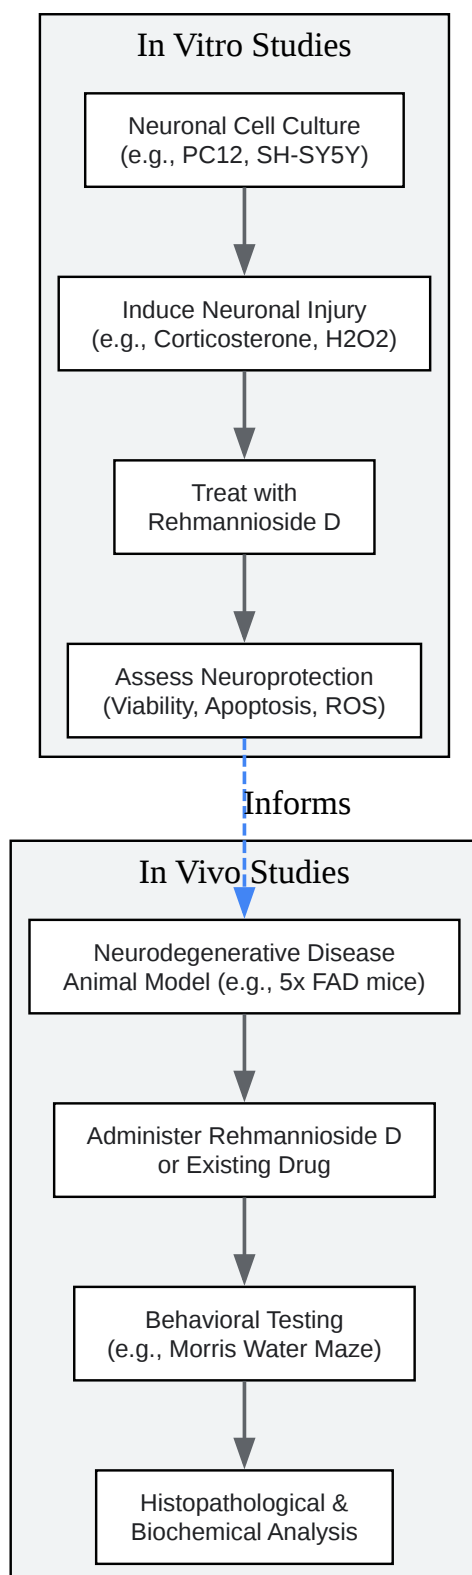 In Vitro Studies
Neuronal Cell Culture
(e.g., PC12, SH-SY5Y)
Induce Neuronal Injury
(e.g., Corticosterone, H2O2)
Treat with
Rehmannioside D
Assess Neuroprotection
(Viability, Apoptosis, ROS)
Informs
In Vivo Studies
Neurodegenerative Disease
Animal Model (e.g., 5x FAD mice)
Administer Rehmannioside D
or Existing Drug
Behavioral Testing
(e.g., Morris Water Maze)
Histopathological &
Biochemical Analysis